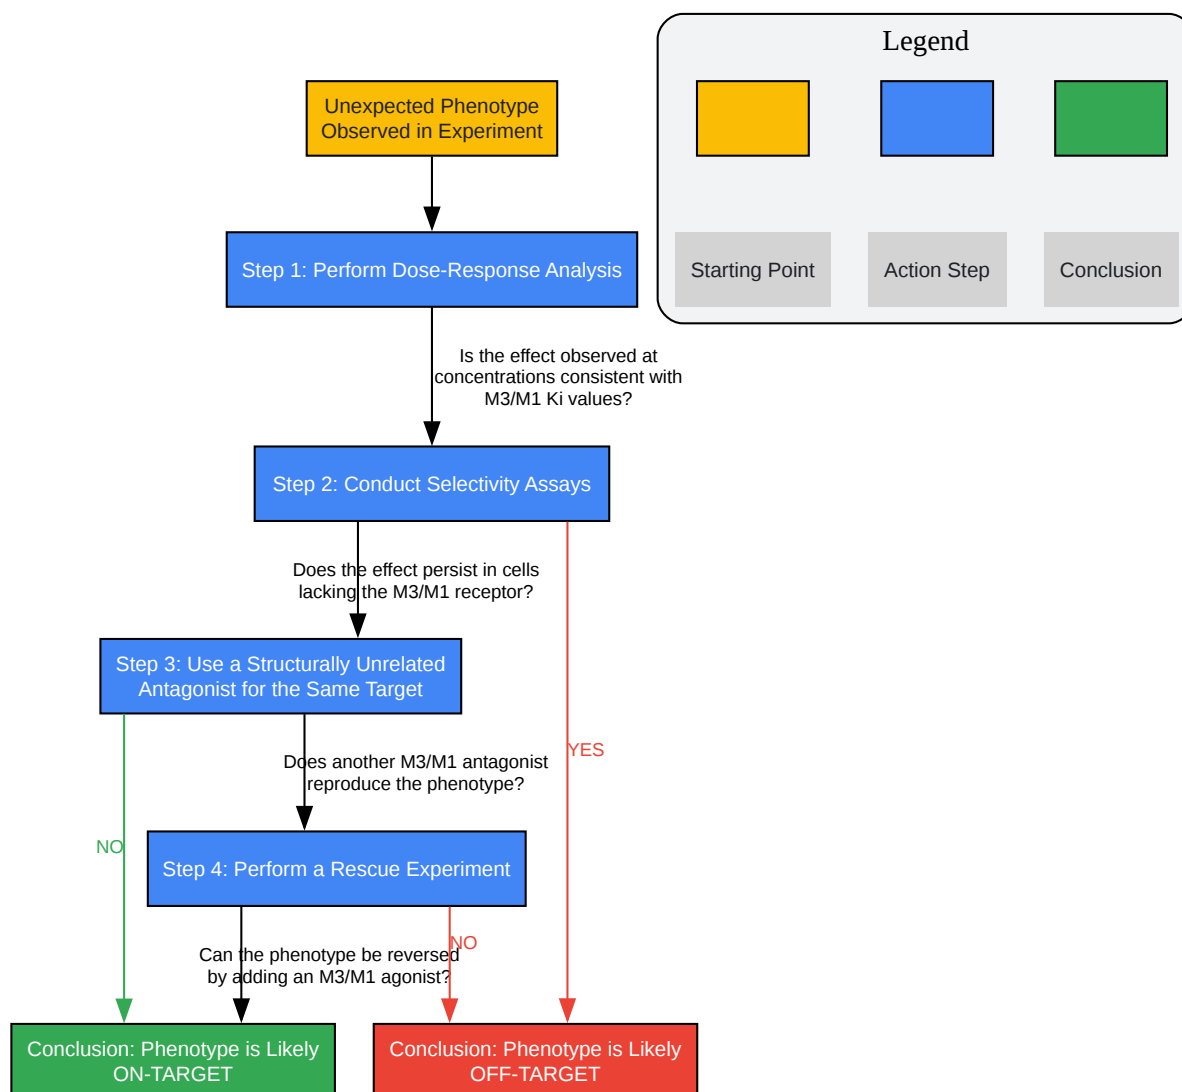 Legend
Unexpected Phenotype
Observed in Experiment
Step 1: Perform Dose-Response Analysis
Starting Point
Action Step
Conclusion
Is the effect observed at
concentrations consistent with
M3/M1 Ki values?
Step 2: Conduct Selectivity Assays
Does the effect persist in cells
lacking the M3/M1 receptor?
Step 3: Use a Structurally Unrelated
Antagonist for the Same Target
YES
Does another M3/M1 antagonist
reproduce the phenotype?
NO
Step 4: Perform a Rescue Experiment
NO
Can the phenotype be reversed
by adding an M3/M1 agonist?
Conclusion: Phenotype is Likely
ON-TARGET
Conclusion: Phenotype is Likely
OFF-TARGET